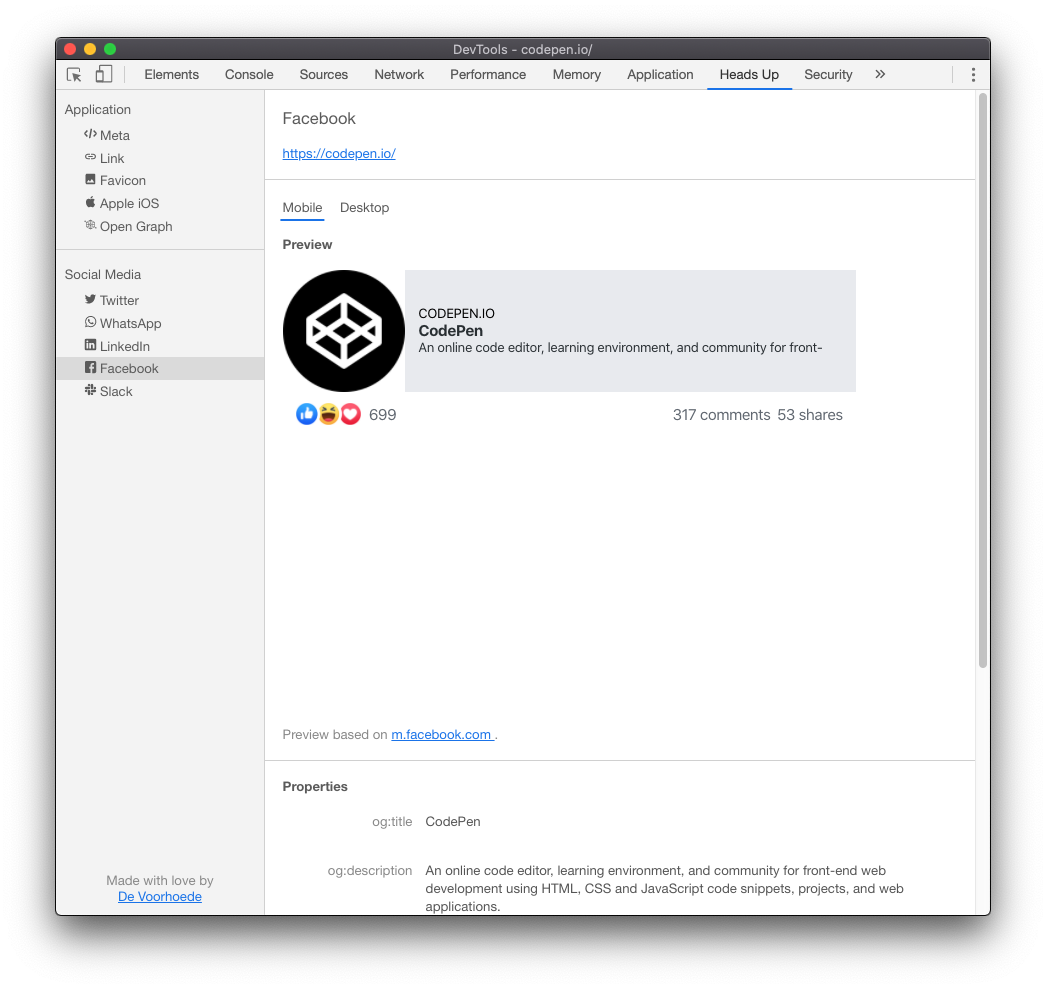 DevTools - codepen.io/
Elements Console Sources Network Performance Memory Application Heads Up Security »
Application
Meta
Link
Favicon
Apple iOS
Open Graph
Social Media
Twitter
WhatsApp
LinkedIn
Facebook
Slack
Made with love by
De Voorhoede
Facebook
https://codepen.io/
Mobile Desktop
Preview
CODEPEN.IO
CodePen
An online code editor, learning environment, and community for front-
699 317 comments 53 shares
Preview based on m.facebook.com .
Properties
og:title CodePen
og:description An online code editor, learning environment, and community for front-end web
development using HTML, CSS and JavaScript code snippets, projects, and web
applications.